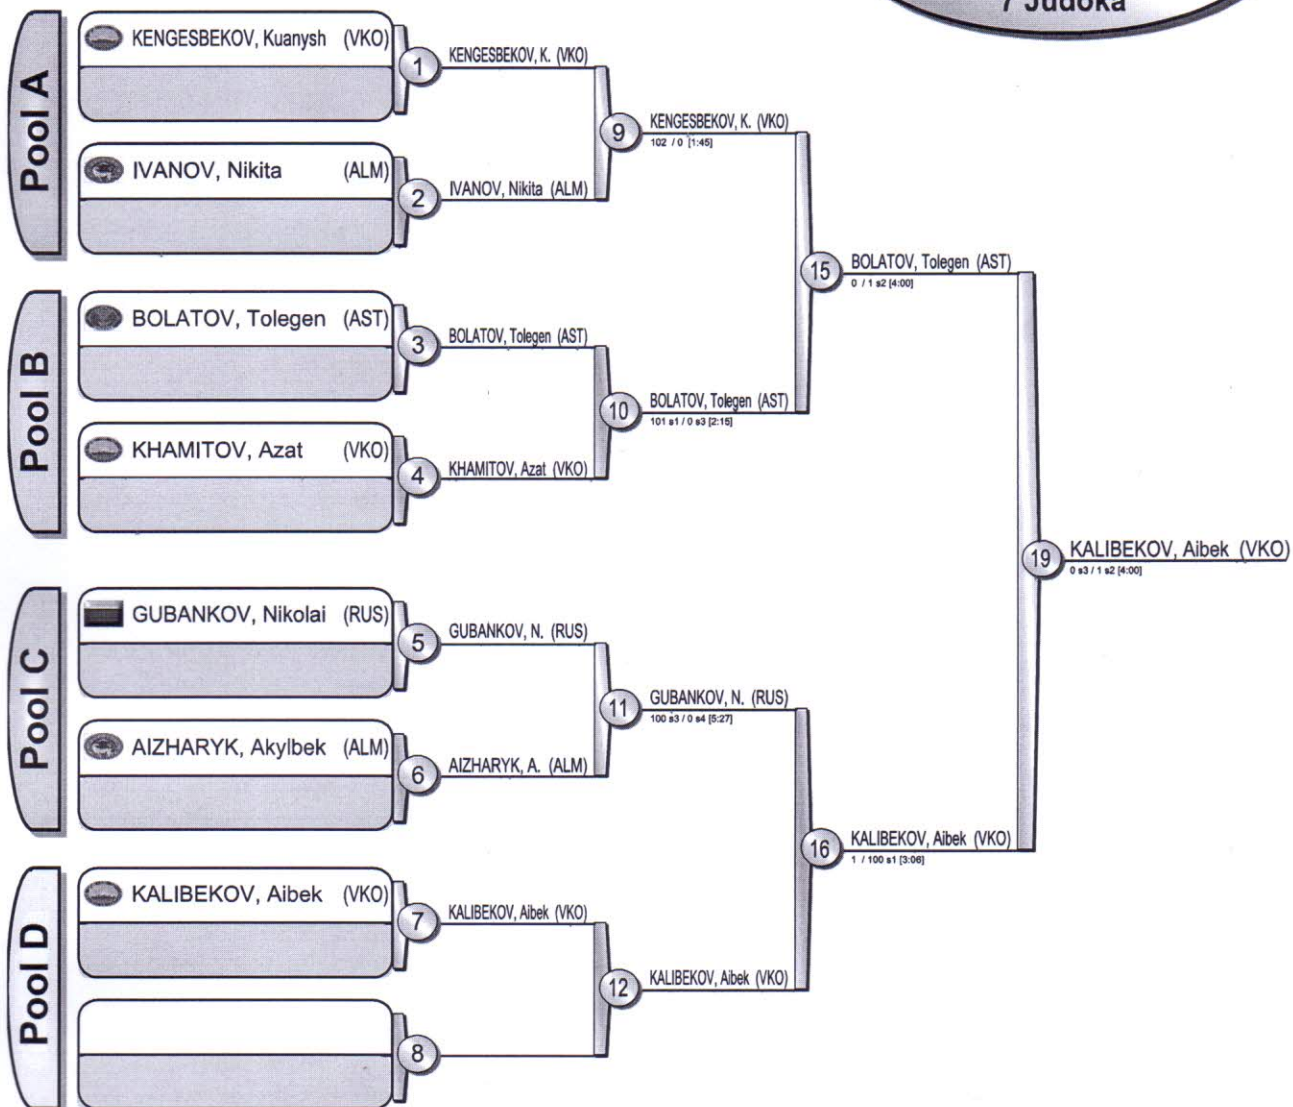 7 Judoka
Pool A
KENGESBEKOV, Kuanysh (VKO)
1
KENGESBEKOV, K. (VKO)
IVANOV, Nikita (ALM)
2
IVANOV, Nikita (ALM)
9
KENGESBEKOV, K. (VKO)
102 / 0 [1:45]
Pool B
BOLATOV, Tolegen (AST)
3
BOLATOV, Tolegen (AST)
KHAMITOV, Azat (VKO)
4
KHAMITOV, Azat (VKO)
10
BOLATOV, Tolegen (AST)
101 s1 / 0 s3 [2:15]
15
BOLATOV, Tolegen (AST)
0 / 1 s2 [4:00]
Pool C
GUBANKOV, Nikolai (RUS)
5
GUBANKOV, N. (RUS)
AIZHARYK, Akylbek (ALM)
6
AIZHARYK, A. (ALM)
11
GUBANKOV, N. (RUS)
100 s3 / 0 s4 [5:27]
Pool D
KALIBEKOV, Aibek (VKO)
7
KALIBEKOV, Aibek (VKO)
8
12
KALIBEKOV, Aibek (VKO)
16
KALIBEKOV, Aibek (VKO)
1 / 100 s1 [3:06]
19
KALIBEKOV, Aibek (VKO)
0 s3 / 1 s2 [4:00]